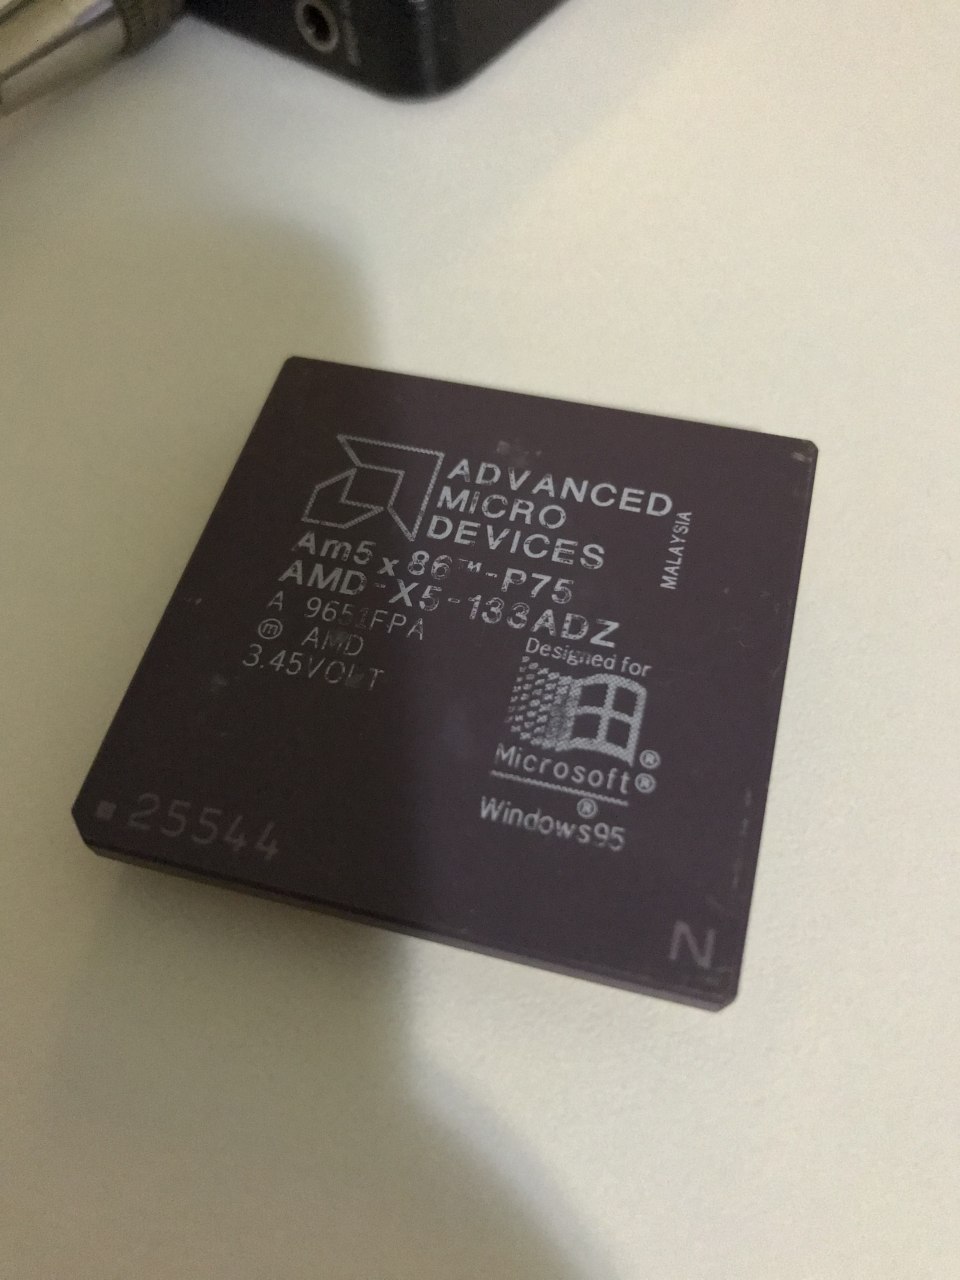 ADVANCED
MICRO
DEVICES
MALAYSIA
Am5x86™-P75
AMD-X5-133ADZ
A 9651FPA
ⓜ AMD
3.45VOLT
Designed for
®
Microsoft®
®
Windows95
25544
N